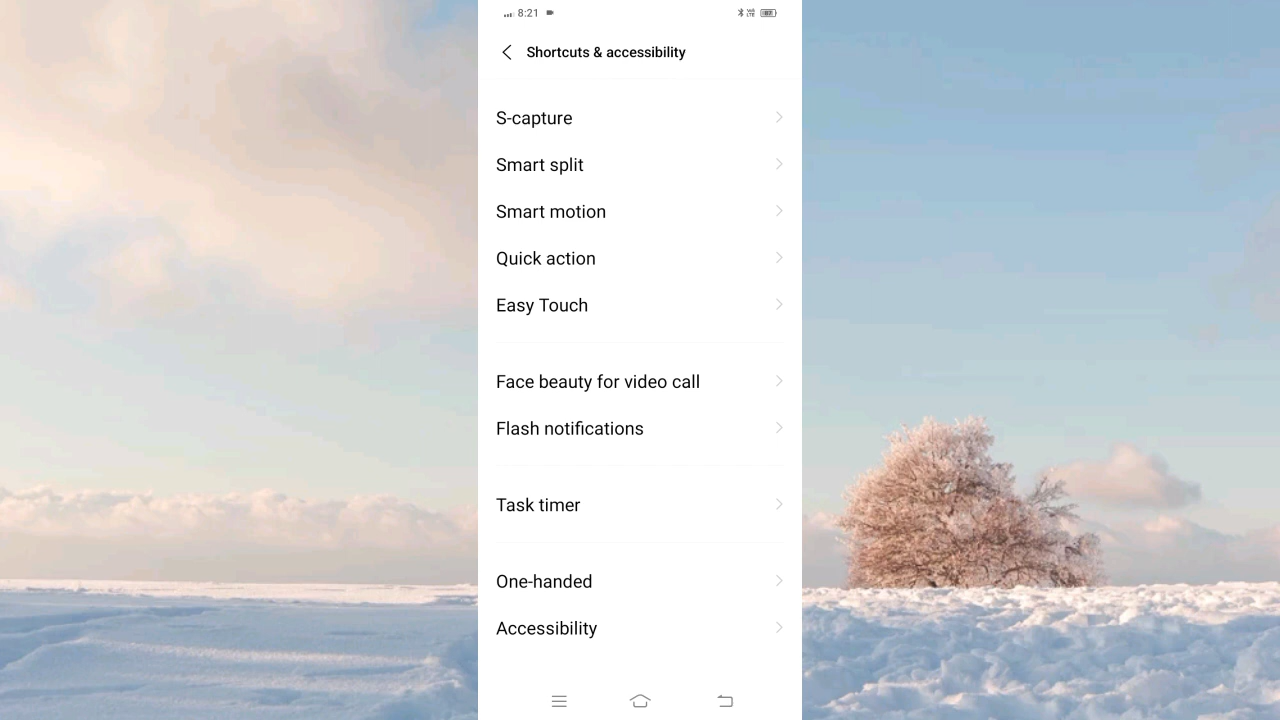 8:21
Shortcuts & accessibility
S-capture
Smart split
Smart motion
Quick action
Easy Touch
Face beauty for video call
Flash notifications
Task timer
One-handed
Accessibility